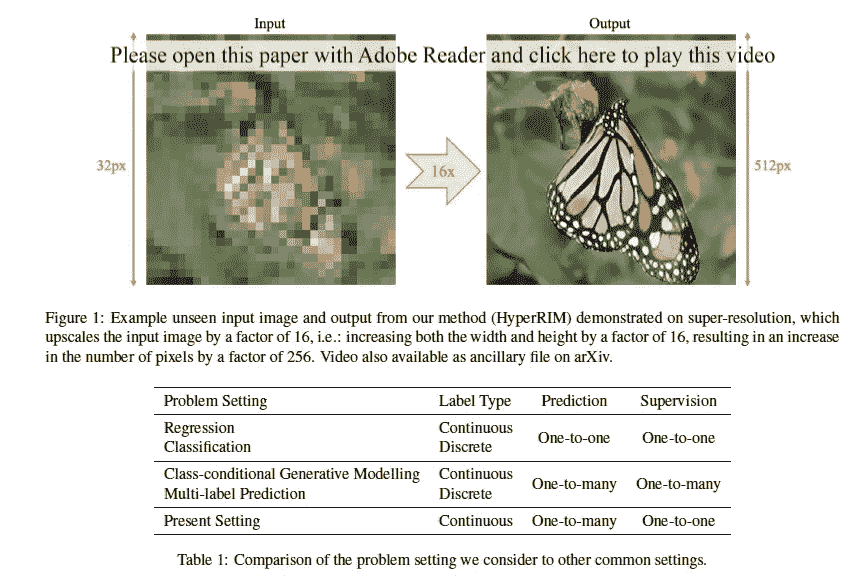 Input Output
Please open this paper with Adobe Reader and click here to play this video
32px 16x 512px
Figure 1: Example unseen input image and output from our method (HyperRIM) demonstrated on super-resolution, which
upscales the input image by a factor of 16, i.e.: increasing both the width and height by a factor of 16, resulting in an increase
in the number of pixels by a factor of 256. Video also available as ancillary file on arXiv.
Problem Setting Label Type Prediction Supervision
Regression Continuous One-to-one One-to-one
Classification Discrete
Class-conditional Generative Modelling Continuous One-to-many One-to-many
Multi-label Prediction Discrete
Present Setting Continuous One-to-many One-to-one
Table 1: Comparison of the problem setting we consider to other common settings.